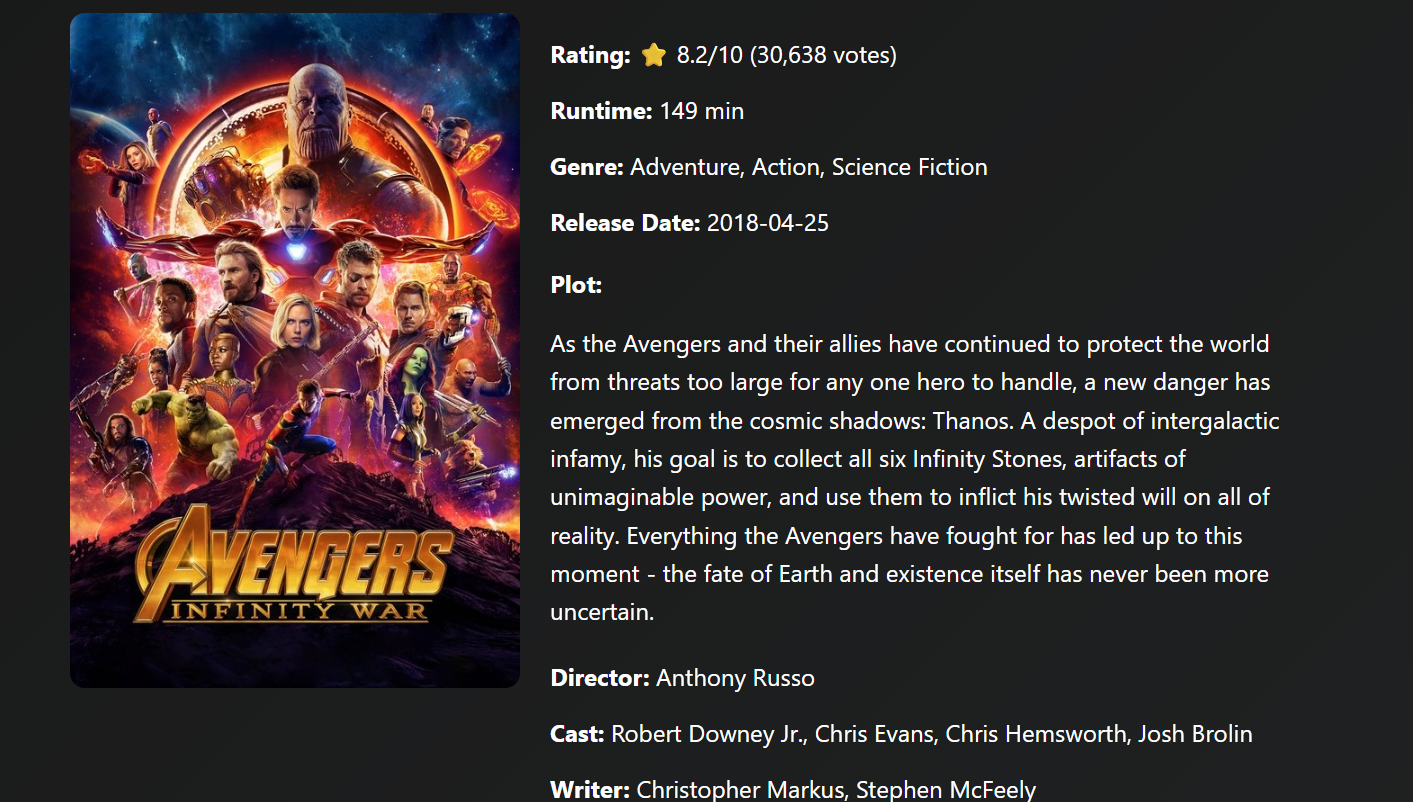 Rating: ⭐ 8.2/10 (30,638 votes)
Runtime: 149 min
Genre: Adventure, Action, Science Fiction
Release Date: 2018-04-25
Plot:
As the Avengers and their allies have continued to protect the world
from threats too large for any one hero to handle, a new danger has
emerged from the cosmic shadows: Thanos. A despot of intergalactic
infamy, his goal is to collect all six Infinity Stones, artifacts of
unimaginable power, and use them to inflict his twisted will on all of
reality. Everything the Avengers have fought for has led up to this
moment - the fate of Earth and existence itself has never been more
uncertain.
Director: Anthony Russo
Cast: Robert Downey Jr., Chris Evans, Chris Hemsworth, Josh Brolin
Writer: Christopher Markus, Stephen McFeely
AVENGERS
INFINITY WAR